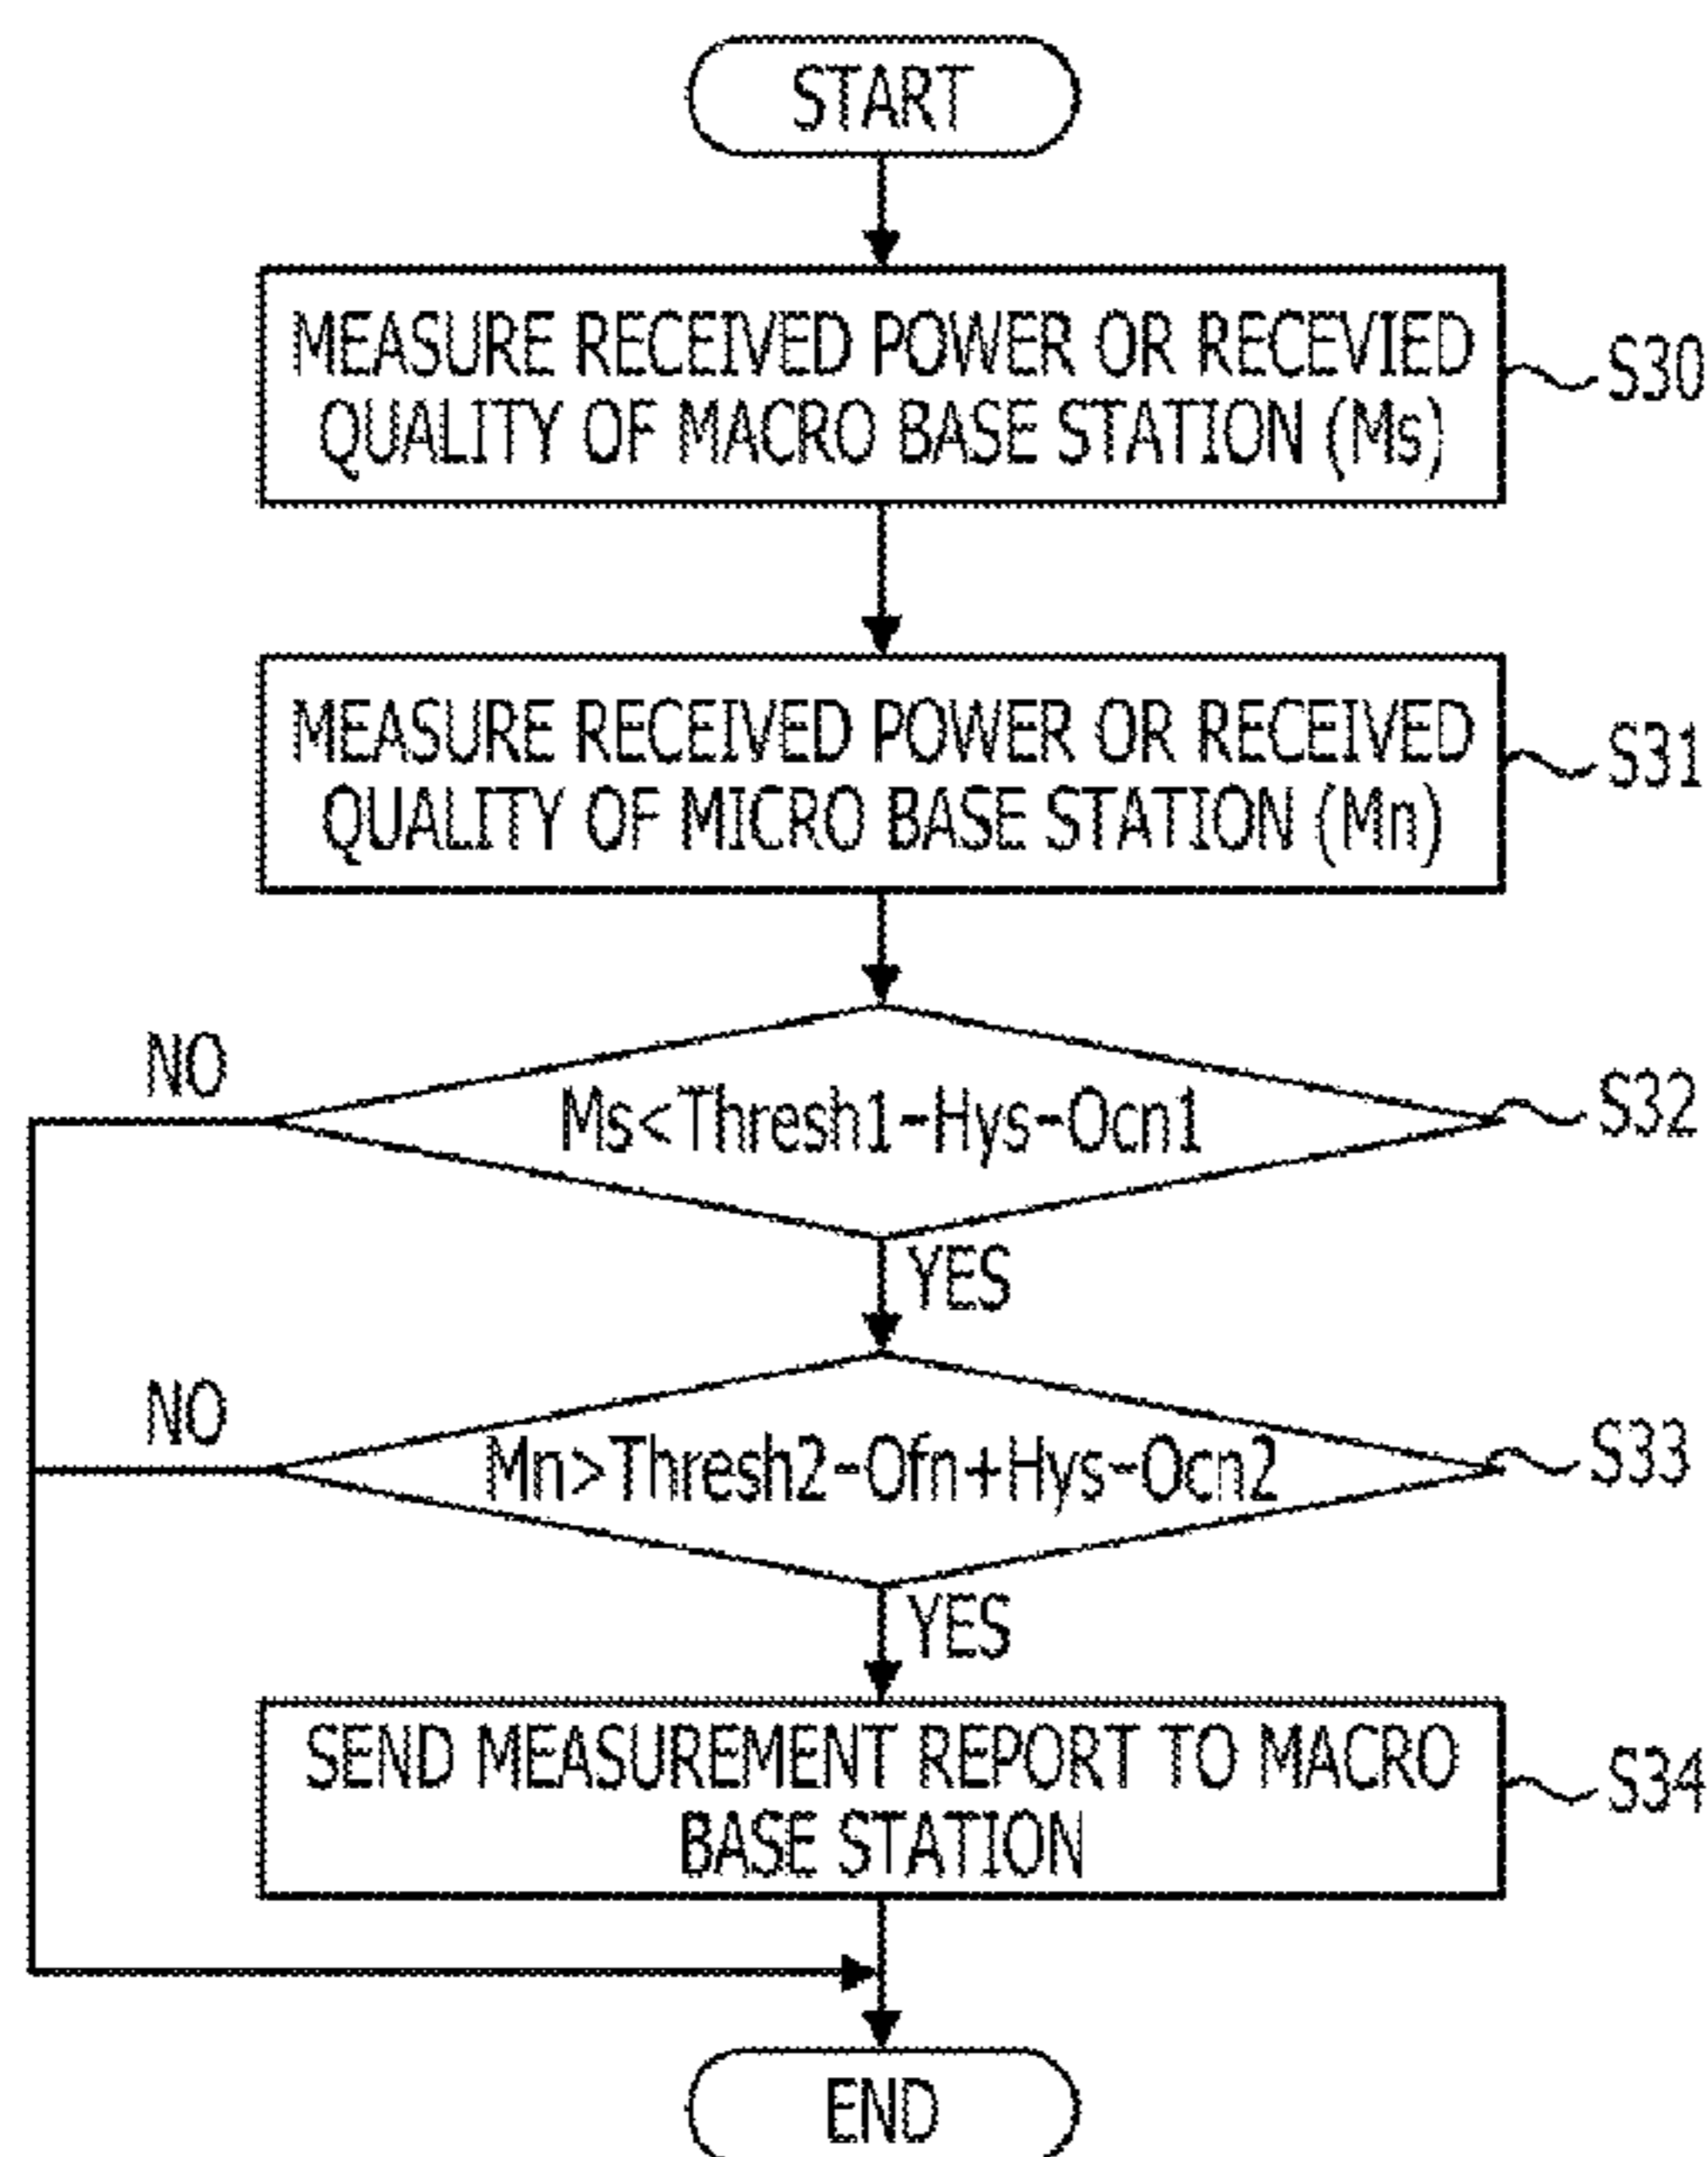 START
MEASURE RECEIVED POWER OR RECEVIED
QUALITY OF MACRO BASE STATION (Ms)
S30
MEASURE RECEIVED POWER OR RECEIVED
QUALITY OF MICRO BASE STATION (Mn)
S31
NO
Ms<Thresh1-Hys-Ocn1
S32
YES
NO
Mn>Thresh2-Ofn+Hys-Ocn2
S33
YES
SEND MEASUREMENT REPORT TO MACRO
BASE STATION
S34
END